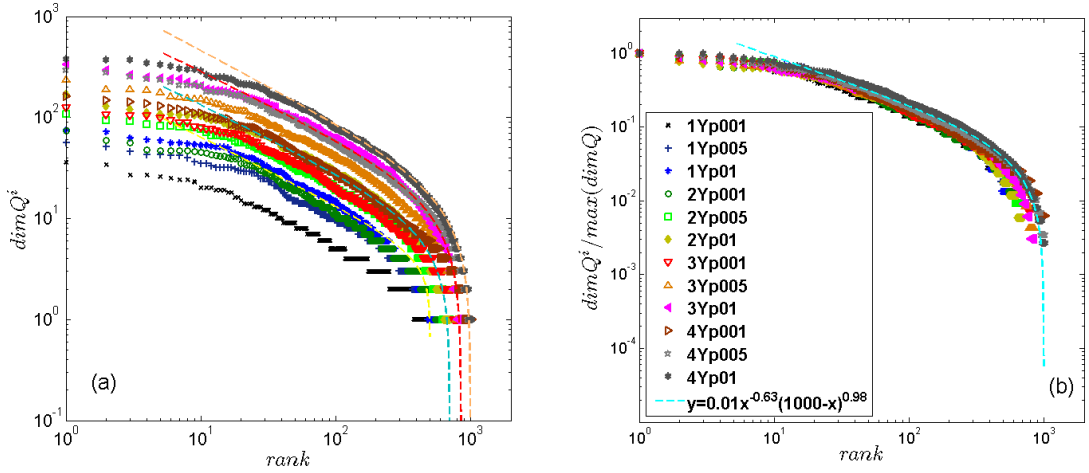 10^3
10^2
10^1
10^0
10^-1
dimQ^i
(a)
10^0 10^1 10^2 10^3
rank
10^0
10^-1
10^-2
10^-3
10^-4
dimQ^i/max(dimQ)
1Yp001
1Yp005
1Yp01
2Yp001
2Yp005
2Yp01
3Yp001
3Yp005
3Yp01
4Yp001
4Yp005
4Yp01
y=0.01x^-0.63(1000-x)^0.98
(b)
10^0 10^1 10^2 10^3
rank